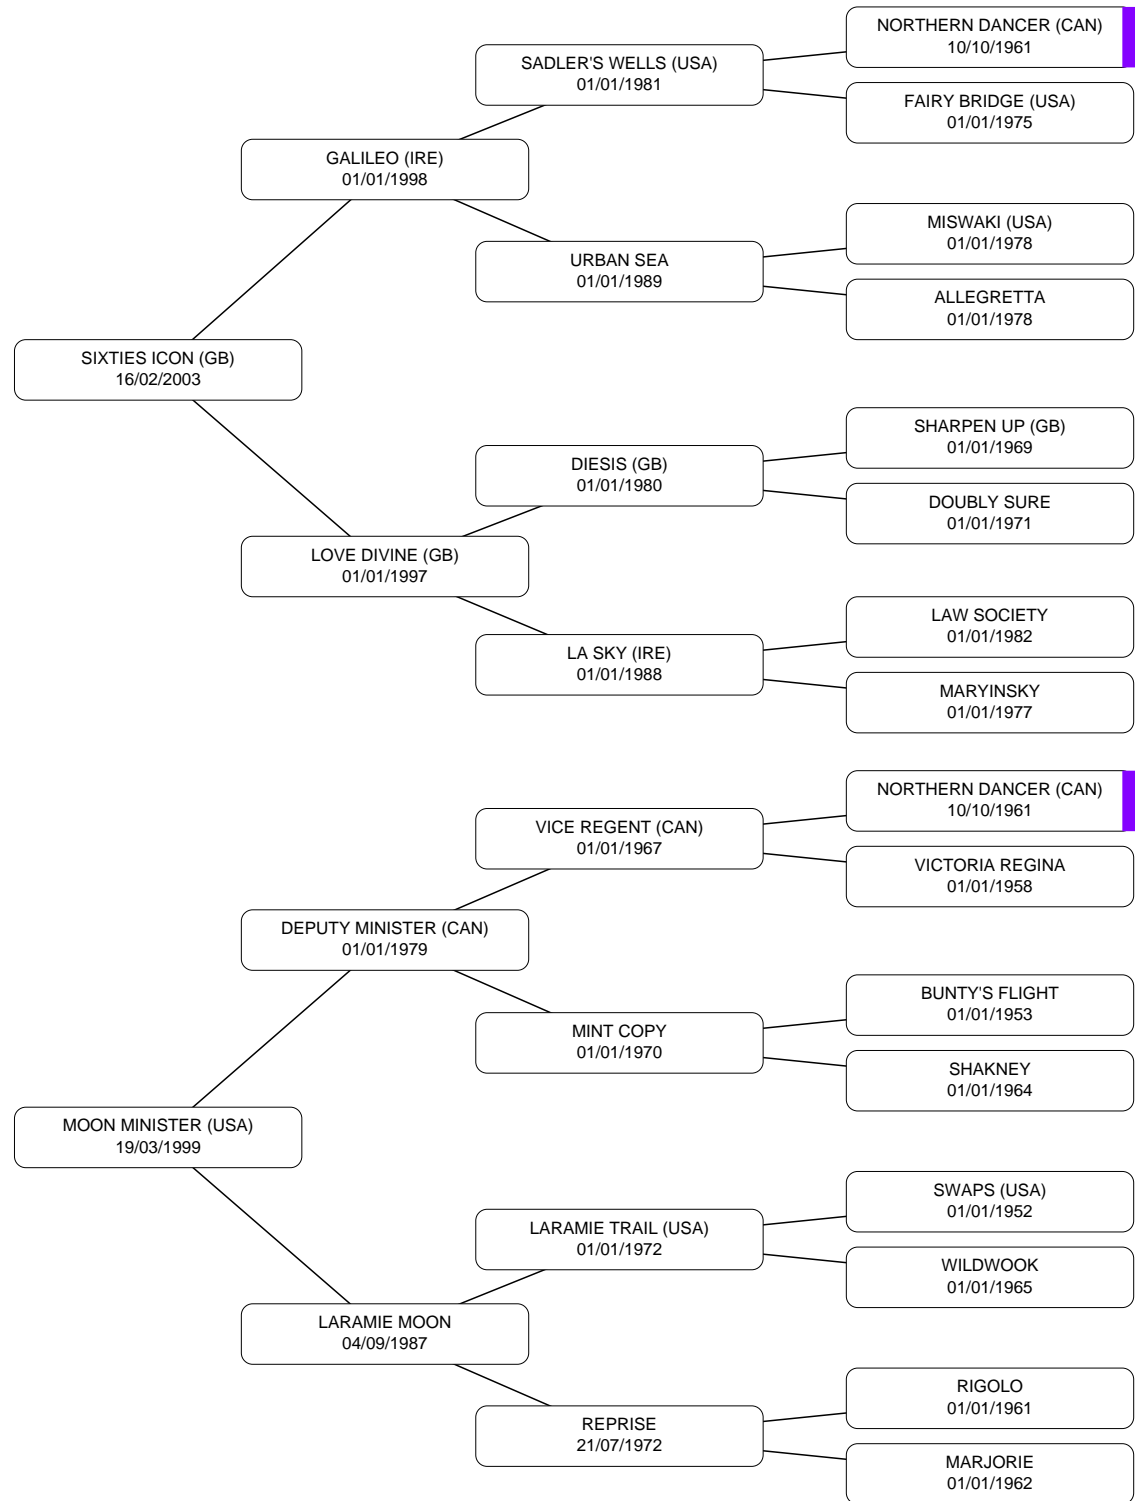 NORTHERN DANCER (CAN)
10/10/1961
SADLER'S WELLS (USA)
01/01/1981
FAIRY BRIDGE (USA)
01/01/1975
GALILEO (IRE)
01/01/1998
MISWAKI (USA)
01/01/1978
URBAN SEA
01/01/1989
ALLEGRETTA
01/01/1978
SIXTIES ICON (GB)
16/02/2003
SHARPEN UP (GB)
01/01/1969
DIESIS (GB)
01/01/1980
DOUBLY SURE
01/01/1971
LOVE DIVINE (GB)
01/01/1997
LAW SOCIETY
01/01/1982
LA SKY (IRE)
01/01/1988
MARYINSKY
01/01/1977
NORTHERN DANCER (CAN)
10/10/1961
VICE REGENT (CAN)
01/01/1967
VICTORIA REGINA
01/01/1958
DEPUTY MINISTER (CAN)
01/01/1979
BUNTY'S FLIGHT
01/01/1953
MINT COPY
01/01/1970
SHAKNEY
01/01/1964
MOON MINISTER (USA)
19/03/1999
SWAPS (USA)
01/01/1952
LARAMIE TRAIL (USA)
01/01/1972
WILDWOOK
01/01/1965
LARAMIE MOON
04/09/1987
RIGOLO
01/01/1961
REPRISE
21/07/1972
MARJORIE
01/01/1962